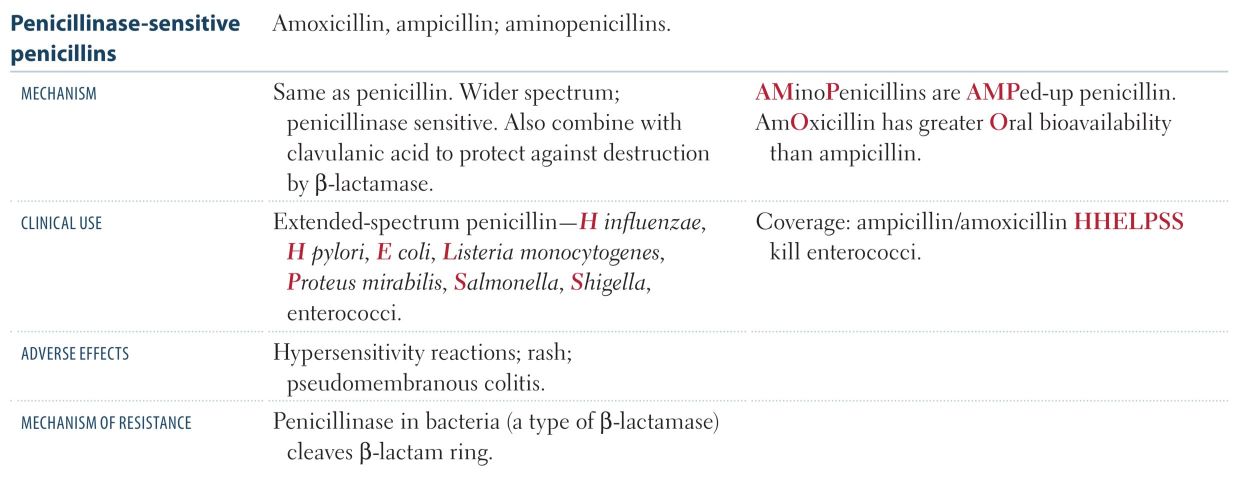 Penicillinase-sensitive penicillins
Amoxicillin, ampicillin; aminopenicillins.
MECHANISM
Same as penicillin. Wider spectrum;
penicillinase sensitive. Also combine with
clavulanic acid to protect against destruction
by β-lactamase.
AMinoPenicillins are AMPed-up penicillin.
AmOxicillin has greater Oral bioavailability
than ampicillin.
CLINICAL USE
Extended-spectrum penicillin—H influenzae,
H pylori, E coli, Listeria monocytogenes,
Proteus mirabilis, Salmonella, Shigella,
enterococci.
Coverage: ampicillin/amoxicillin HHELPSS
kill enterococci.
ADVERSE EFFECTS
Hypersensitivity reactions; rash;
pseudomembranous colitis.
MECHANISM OF RESISTANCE
Penicillinase in bacteria (a type of β-lactamase)
cleaves β-lactam ring.